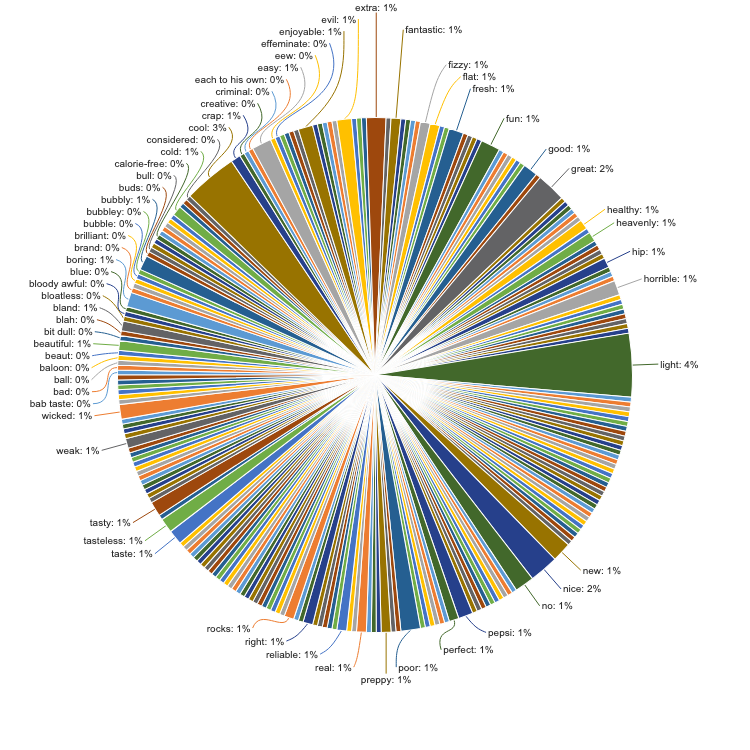 extra: 1%
evil: 1%
enjoyable: 1%
fantastic: 1%
effeminate: 0%
eew: 0%
easy: 1%
fizzy: 1%
each to his own: 0%
flat: 1%
criminal: 0%
fresh: 1%
creative: 0%
crap: 1%
fun: 1%
cool: 3%
considered: 0%
good: 1%
cold: 1%
calorie-free: 0%
great: 2%
bull: 0%
buds: 0%
bubbly: 1%
bubbley: 0%
healthy: 1%
bubble: 0%
heavenly: 1%
brilliant: 0%
brand: 0%
hip: 1%
boring: 1%
blue: 0%
horrible: 1%
bloody awful: 0%
bloatless: 0%
bland: 1%
blah: 0%
bit dull: 0%
beautiful: 1%
beaut: 0%
light: 4%
baloon: 0%
ball: 0%
bad: 0%
bab taste: 0%
wicked: 1%
weak: 1%
tasty: 1%
tasteless: 1%
taste: 1%
new: 1%
nice: 2%
no: 1%
rocks: 1%
pepsi: 1%
right: 1%
perfect: 1%
reliable: 1%
real: 1%
poor: 1%
preppy: 1%